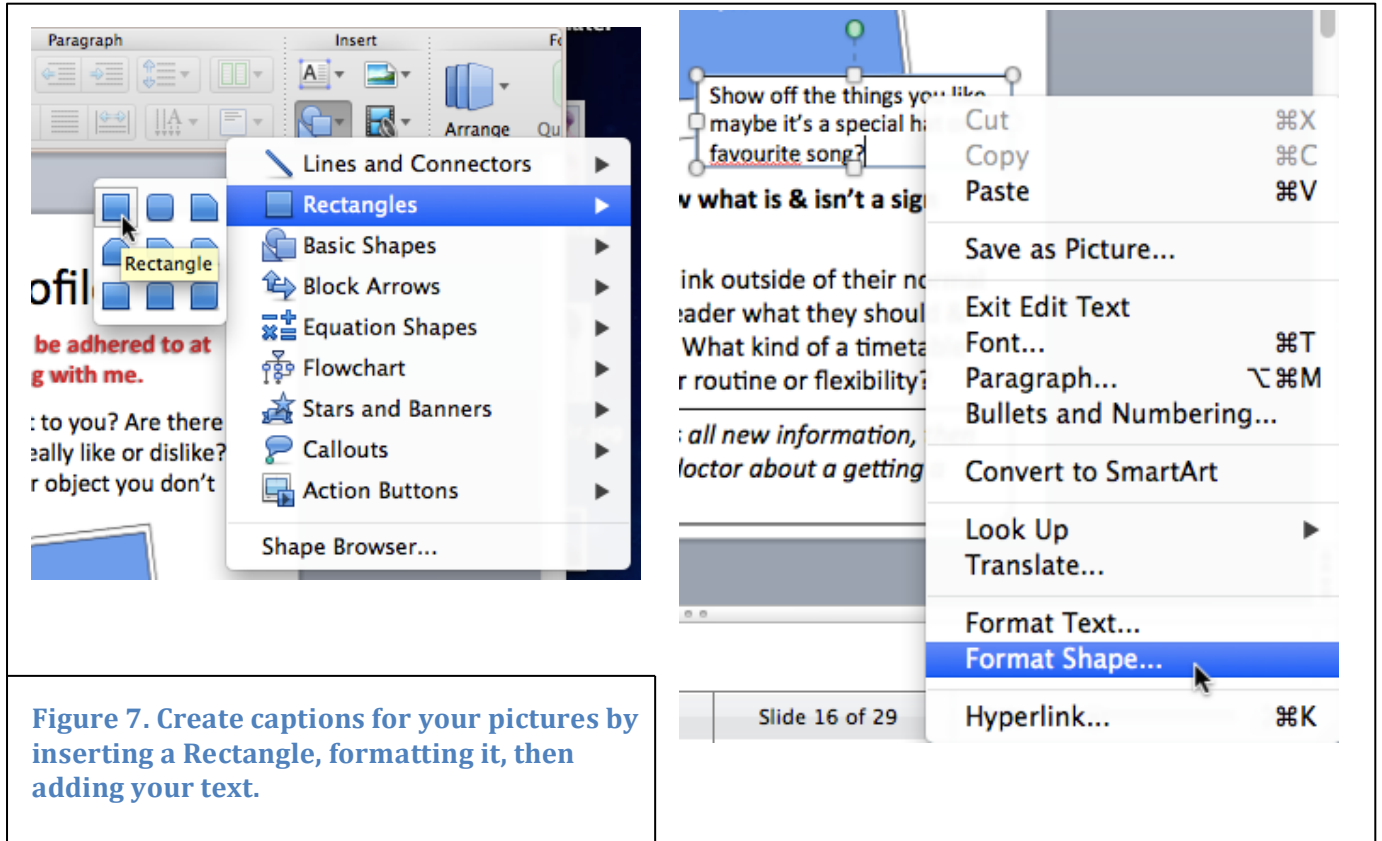 Paragraph
Insert
Arrange
Lines and Connectors
Rectangles
Basic Shapes
Block Arrows
Equation Shapes
Flowchart
Stars and Banners
Callouts
Action Buttons
Shape Browser...
Rectangle
be adhered to at
g with me.
to you? Are there
eally like or dislike?
r object you don't
Show off the things you like
maybe it's a special
favourite song?
what is & isn't a sig
ink outside of their
eader what they shoul
What kind of a timeta
r routine or flexibility?
all new information,
doctor about a getting
Slide 16 of 29
Cut ⌘X
Copy ⌘C
Paste ⌘V
Save as Picture...
Exit Edit Text
Font... ⌘T
Paragraph... ⌥⌘M
Bullets and Numbering...
Convert to SmartArt
Look Up
Translate...
Format Text...
Format Shape...
Hyperlink... ⌘K
Figure 7. Create captions for your pictures by
inserting a Rectangle, formatting it, then
adding your text.